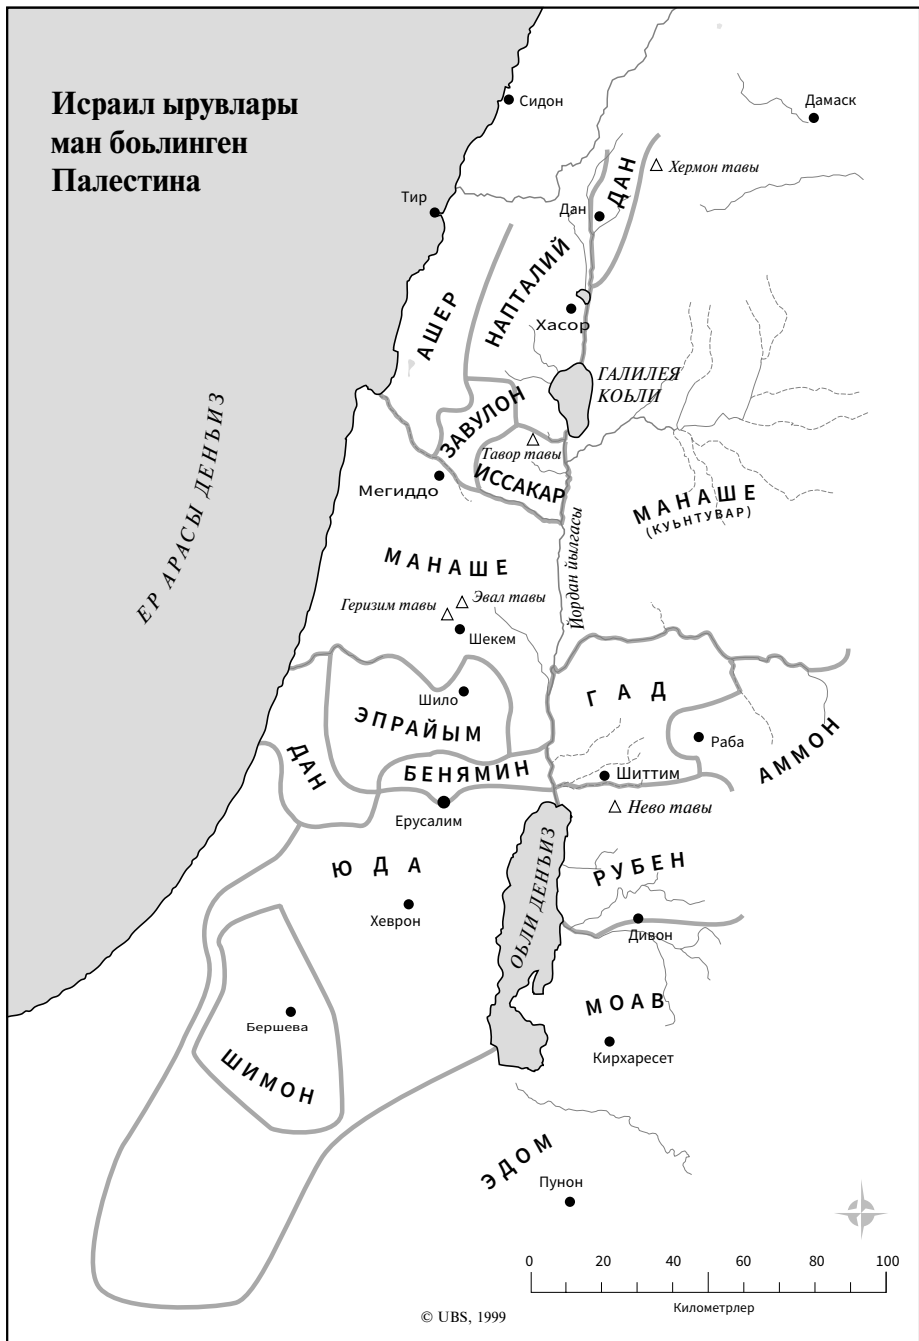 Исраил ырувлары
ман боьлинген
Палестина
Сидон
Дамаск
Хермон тавы
ДАН
Тир
Дан
НАПТАЛИЙ
АШЕР
Хасор
ГАЛИЛЕЯ
КОЬЛИ
ЗАВУЛОН
Тавор тавы
ИССАКАР
Мегиддо
МАНАШЕ
(КУЬНТУВАР)
ЕР АРАСЫ ДЕНЪИЗ
Йордан йылгасы
МАНАШЕ
Эвал тавы
Геризим тавы
Шекем
Шило
ГАД
ЭПРАЙЫМ
Раба
АММОН
ДАН
БЕНЯМИН
Шиттим
Ерусалим
Нево тавы
ЮДА
РУБЕН
Хеврон
ОЬЛИ ДЕНЪИЗ
Дивон
МОАВ
Бершева
Кирхаресет
ШИМОН
ЭДОМ
Пунон
0 20 40 60 80 100
Километрлер
© UBS, 1999